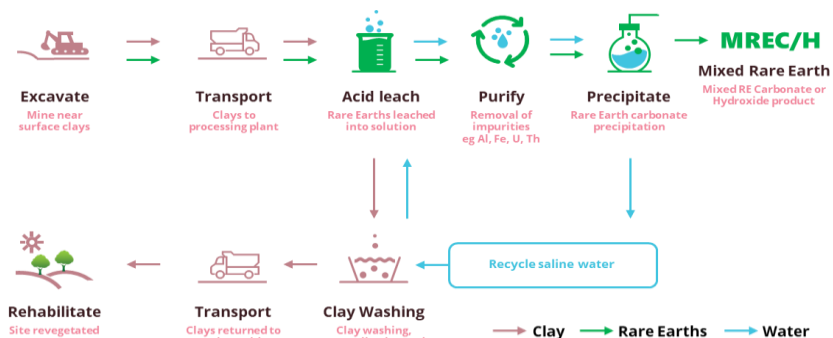 MREC/H
Excavate
Mine near
surface clays
Transport
Clays to
processing plant
Acid leach
Rare Earths leached
into solution
Purify
Removal of
impurities
eg Al, Fe, U, Th
Precipitate
Rare Earth carbonate
precipitation
Mixed Rare Earth
Mixed RE Carbonate or
Hydroxide product
Recycle saline water
Rehabilitate
Site revegetated
Transport
Clays returned to
Clay Washing
Clay washing,
Clay
Rare Earths
Water